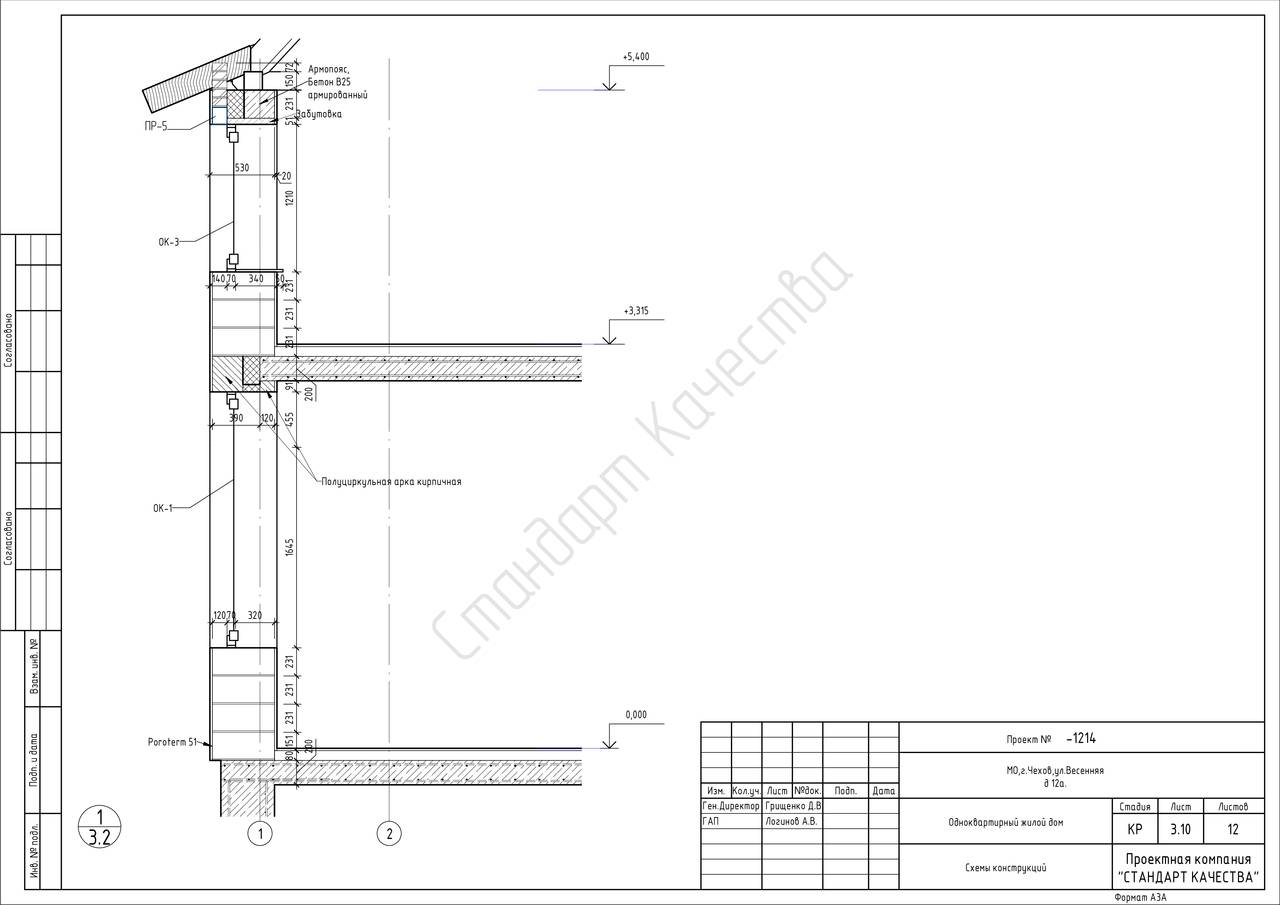 +5,400
72
150
231
51
Армопояс,
Бетон В25
армированный
Забутовка
ПР-5
530
20
1210
ОК-3
140
70
340
50
231
231
231
+3,315
91
200
390
120
455
Полуциркульная арка кирпичная
ОК-1
1645
120
70
320
231
231
231
151
80
200
0,000
Poroterm 51
1
3.2
1
2
Стандарт Качества
Согласовано
Согласовано
Взам. инв. №
Подп. и дата
Инв. № подл.
Проект № -1214
МО,г.Чехов,ул.Весенняя
д 12а.
Изм. Кол.уч. Лист №док. Подп. Дата
Ген.Директор Грищенко Д.В
ГАП Логинов А.В.
Одноквартирный жилой дом
Стадия Лист Листов
КР 3.10 12
Схемы конструкций
Проектная компания
"СТАНДАРТ КАЧЕСТВА"
Формат А3А